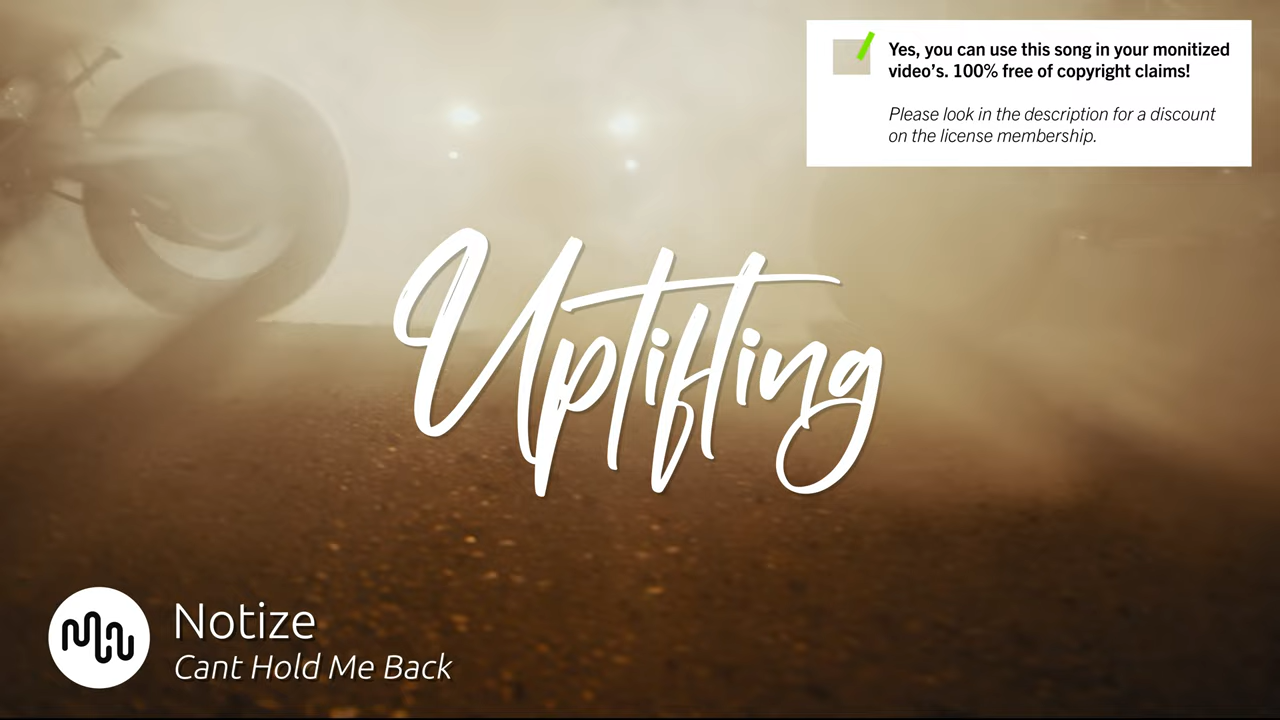 Yes, you can use this song in your monitized
video's. 100% free of copyright claims!
Please look in the description for a discount
on the license membership.
Uplifting
Notize
Cant Hold Me Back